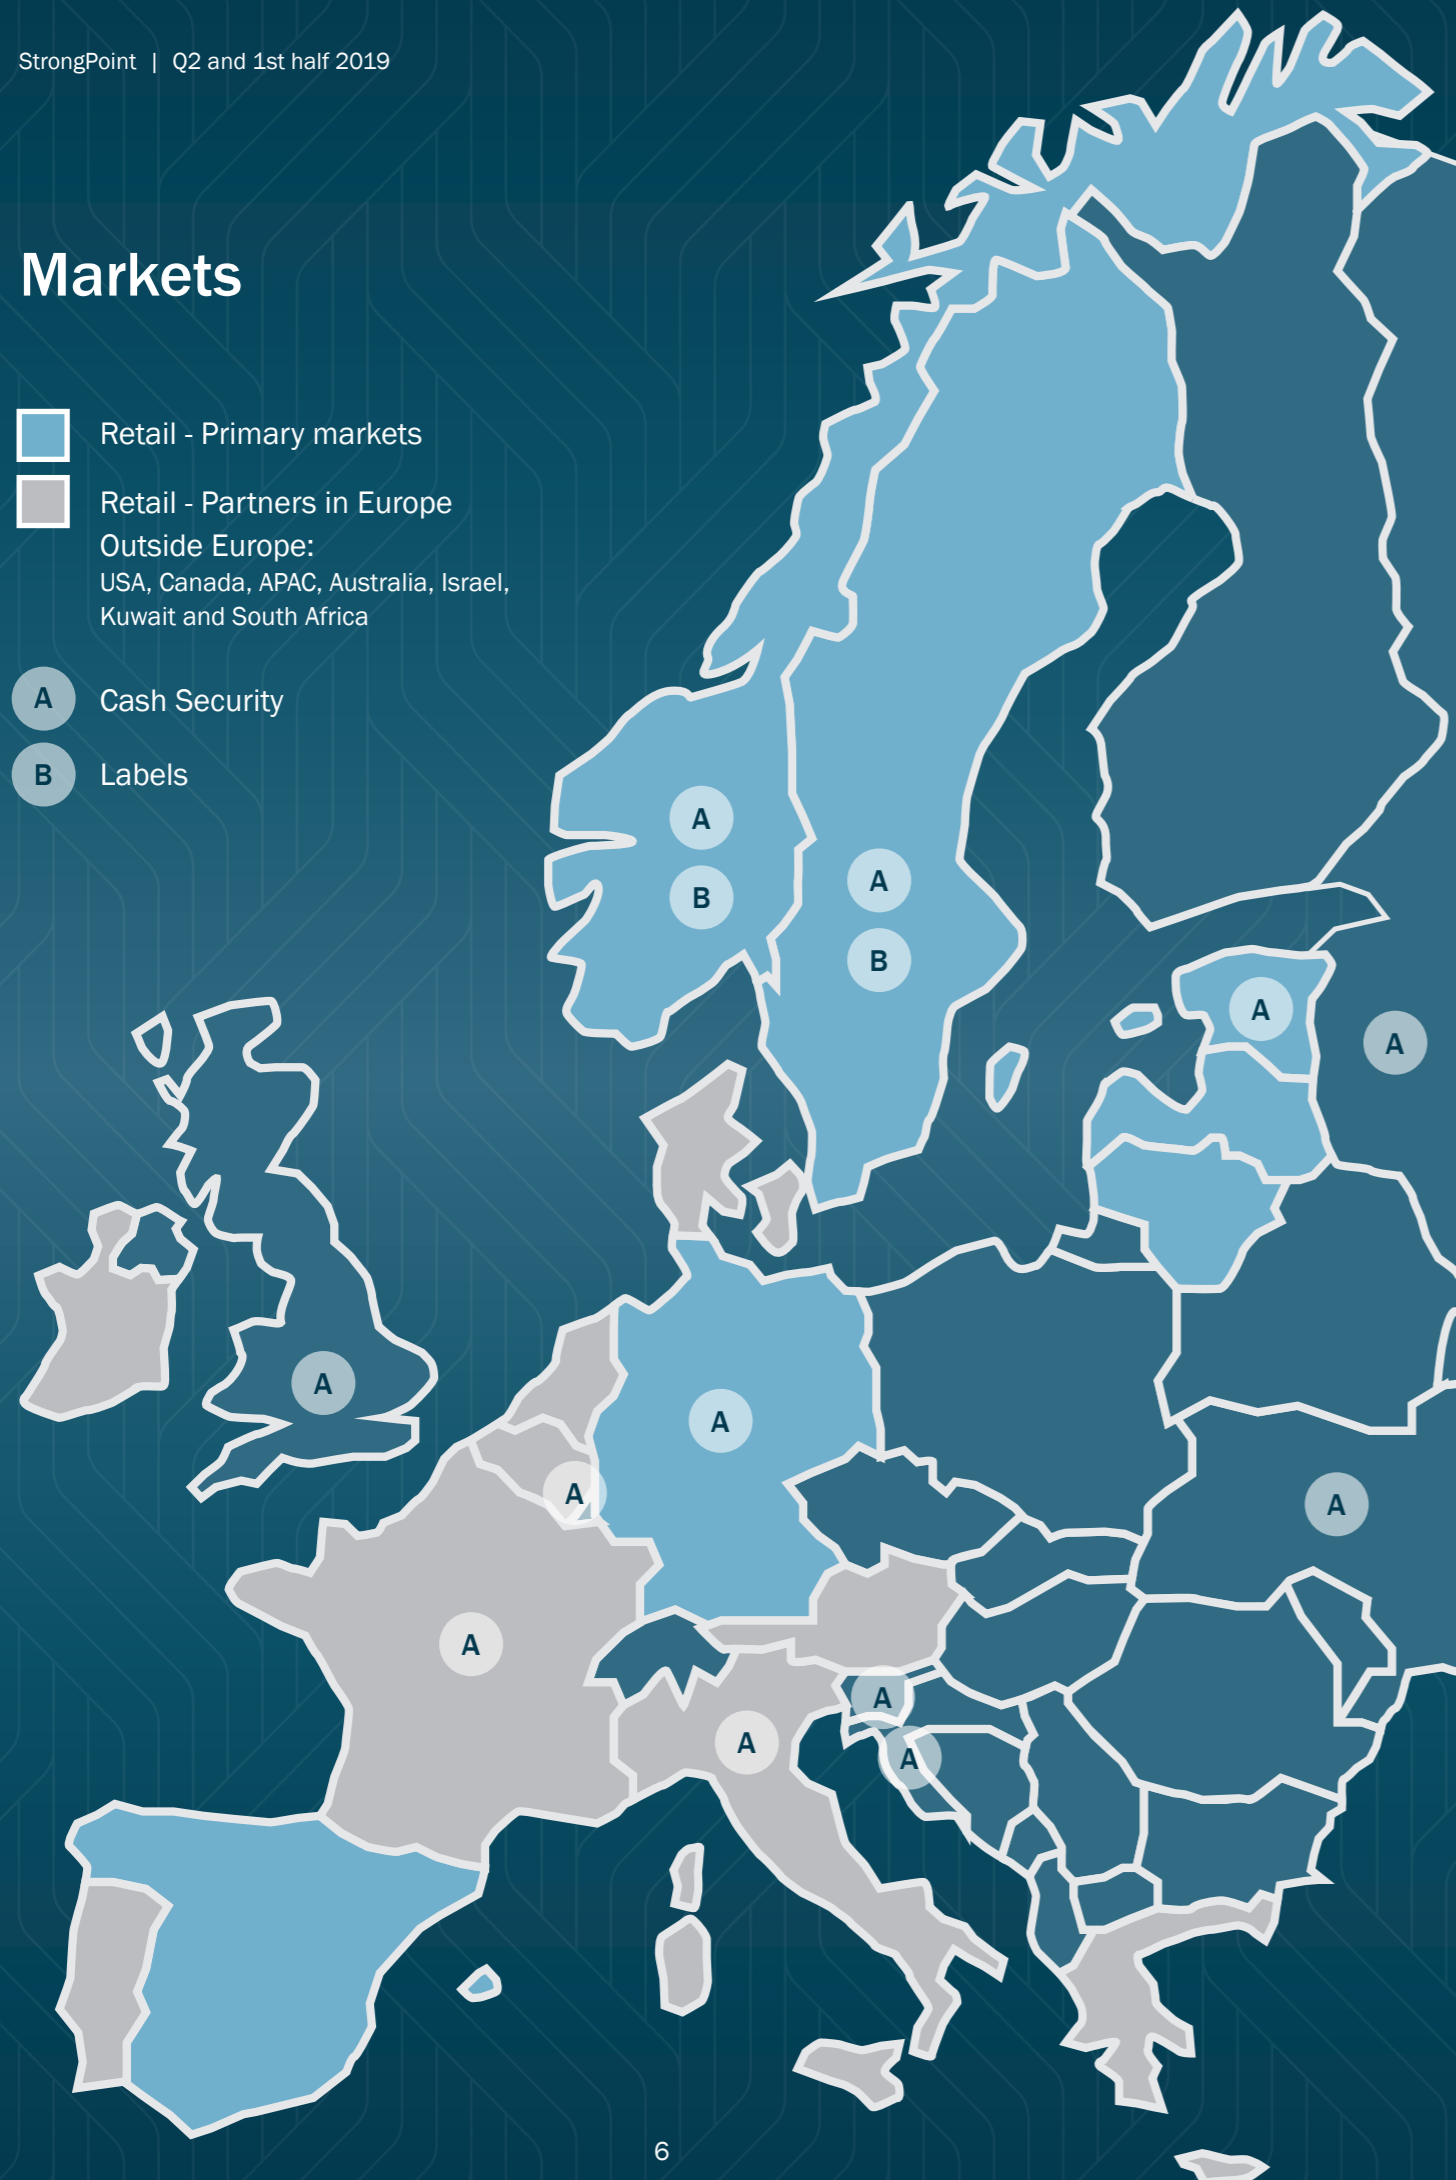 StrongPoint | Q2 and 1st half 2019
Markets
Retail - Primary markets
Retail - Partners in Europe
Outside Europe:
USA, Canada, APAC, Australia, Israel,
Kuwait and South Africa
A Cash Security
B Labels
A
B
A
B
A
A
A
A
A
A
A
A
A
A
6